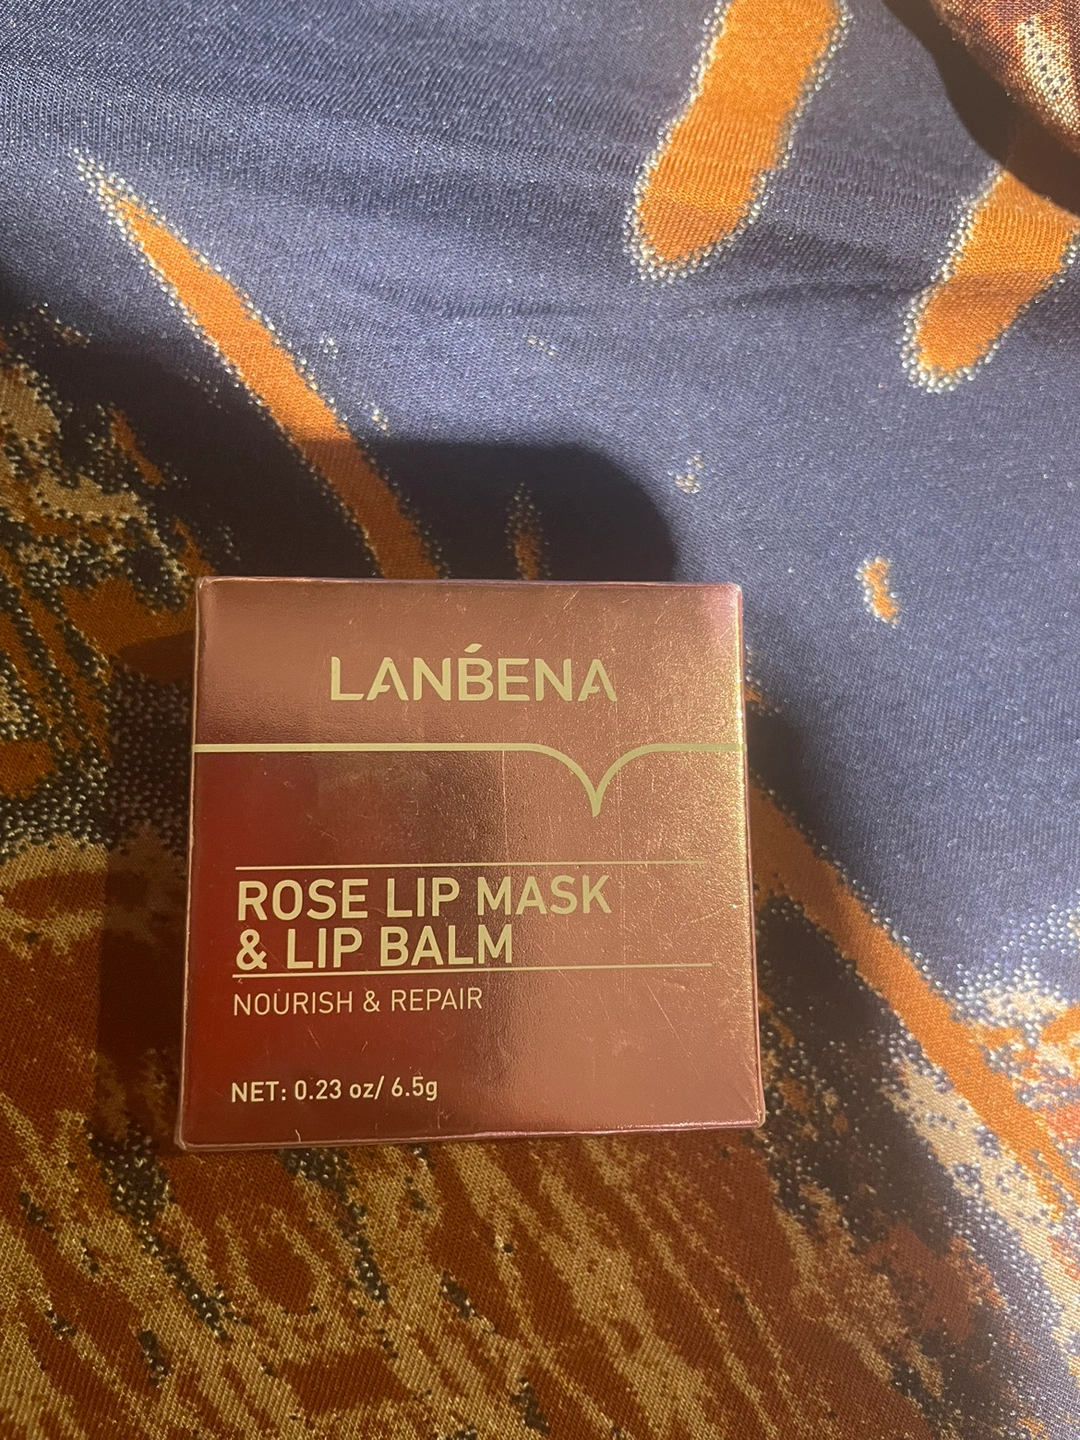 LANBENA
ROSE LIP MASK
& LIP BALM
NOURISH & REPAIR
NET: 0.23 oz/ 6.5g